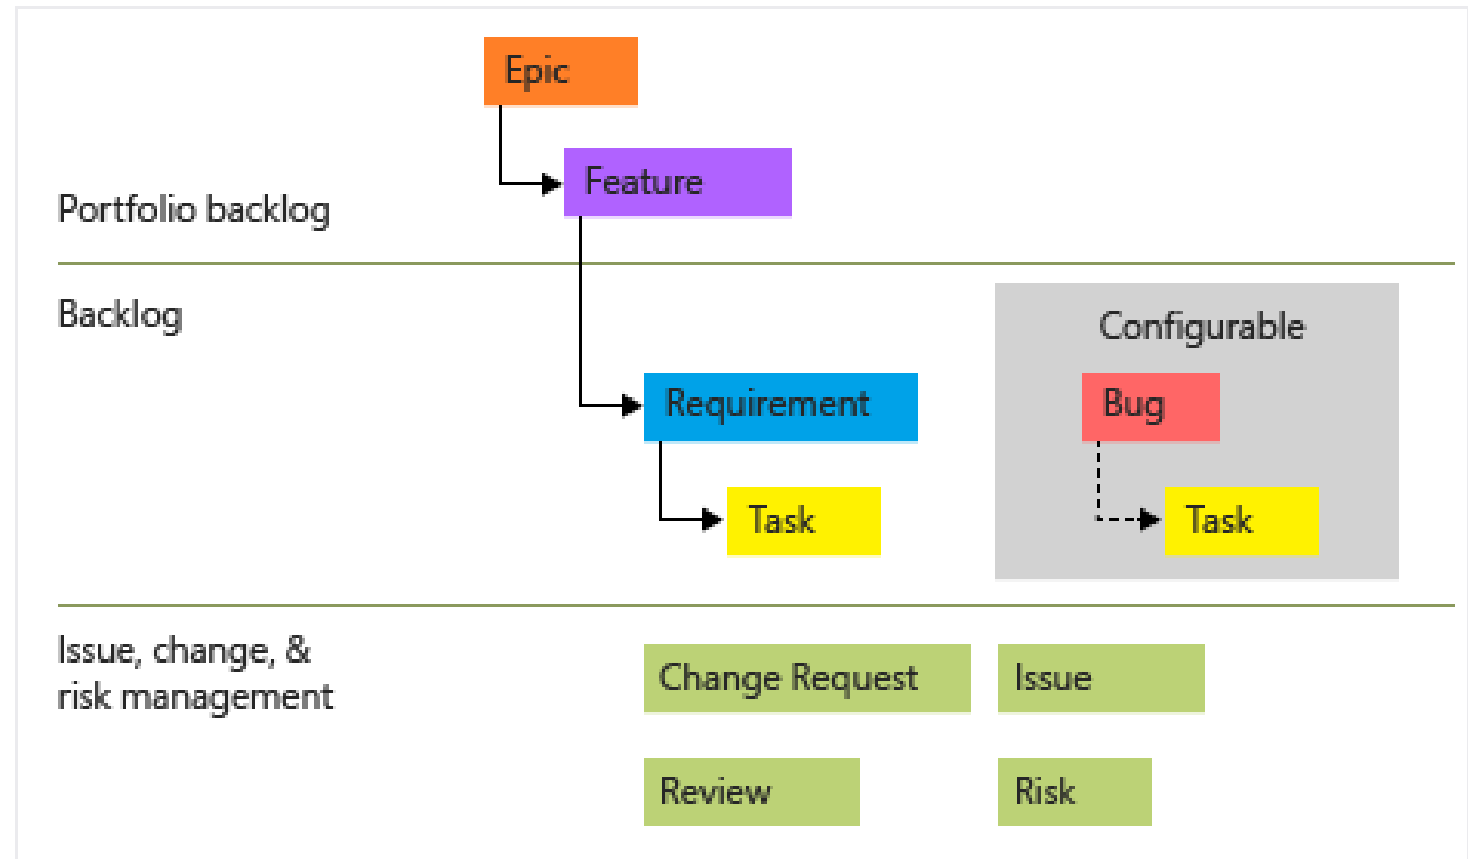 Epic
Feature
Portfolio backlog
Backlog
Configurable
Requirement
Bug
Task
Task
Issue, change, &
risk management
Change Request
Issue
Review
Risk